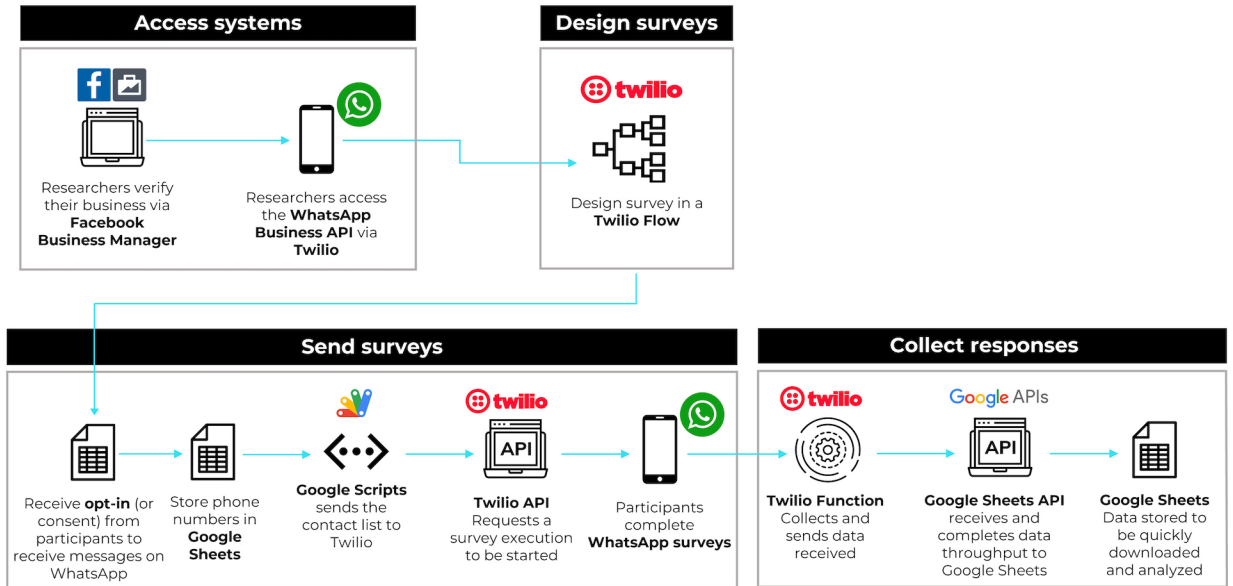 Access systems
Design surveys
f
twilio
Researchers verify
their business via
Facebook
Business Manager
Researchers access
the WhatsApp
Business API via
Twilio
Design survey in a
Twilio Flow
Send surveys
Collect responses
twilio
twilio
Google APIs
API
API
Receive opt-in (or
consent) from
participants to
receive messages on
WhatsApp
Store phone
numbers in
Google
Sheets
Google Scripts
sends the
contact list to
Twilio
Twilio API
Requests a
survey execution
to be started
Participants
complete
WhatsApp surveys
Twilio Function
Collects and
sends data
received
Google Sheets API
receives and
completes data
throughput to
Google Sheets
Google Sheets
Data stored to
be quickly
downloaded
and analyzed